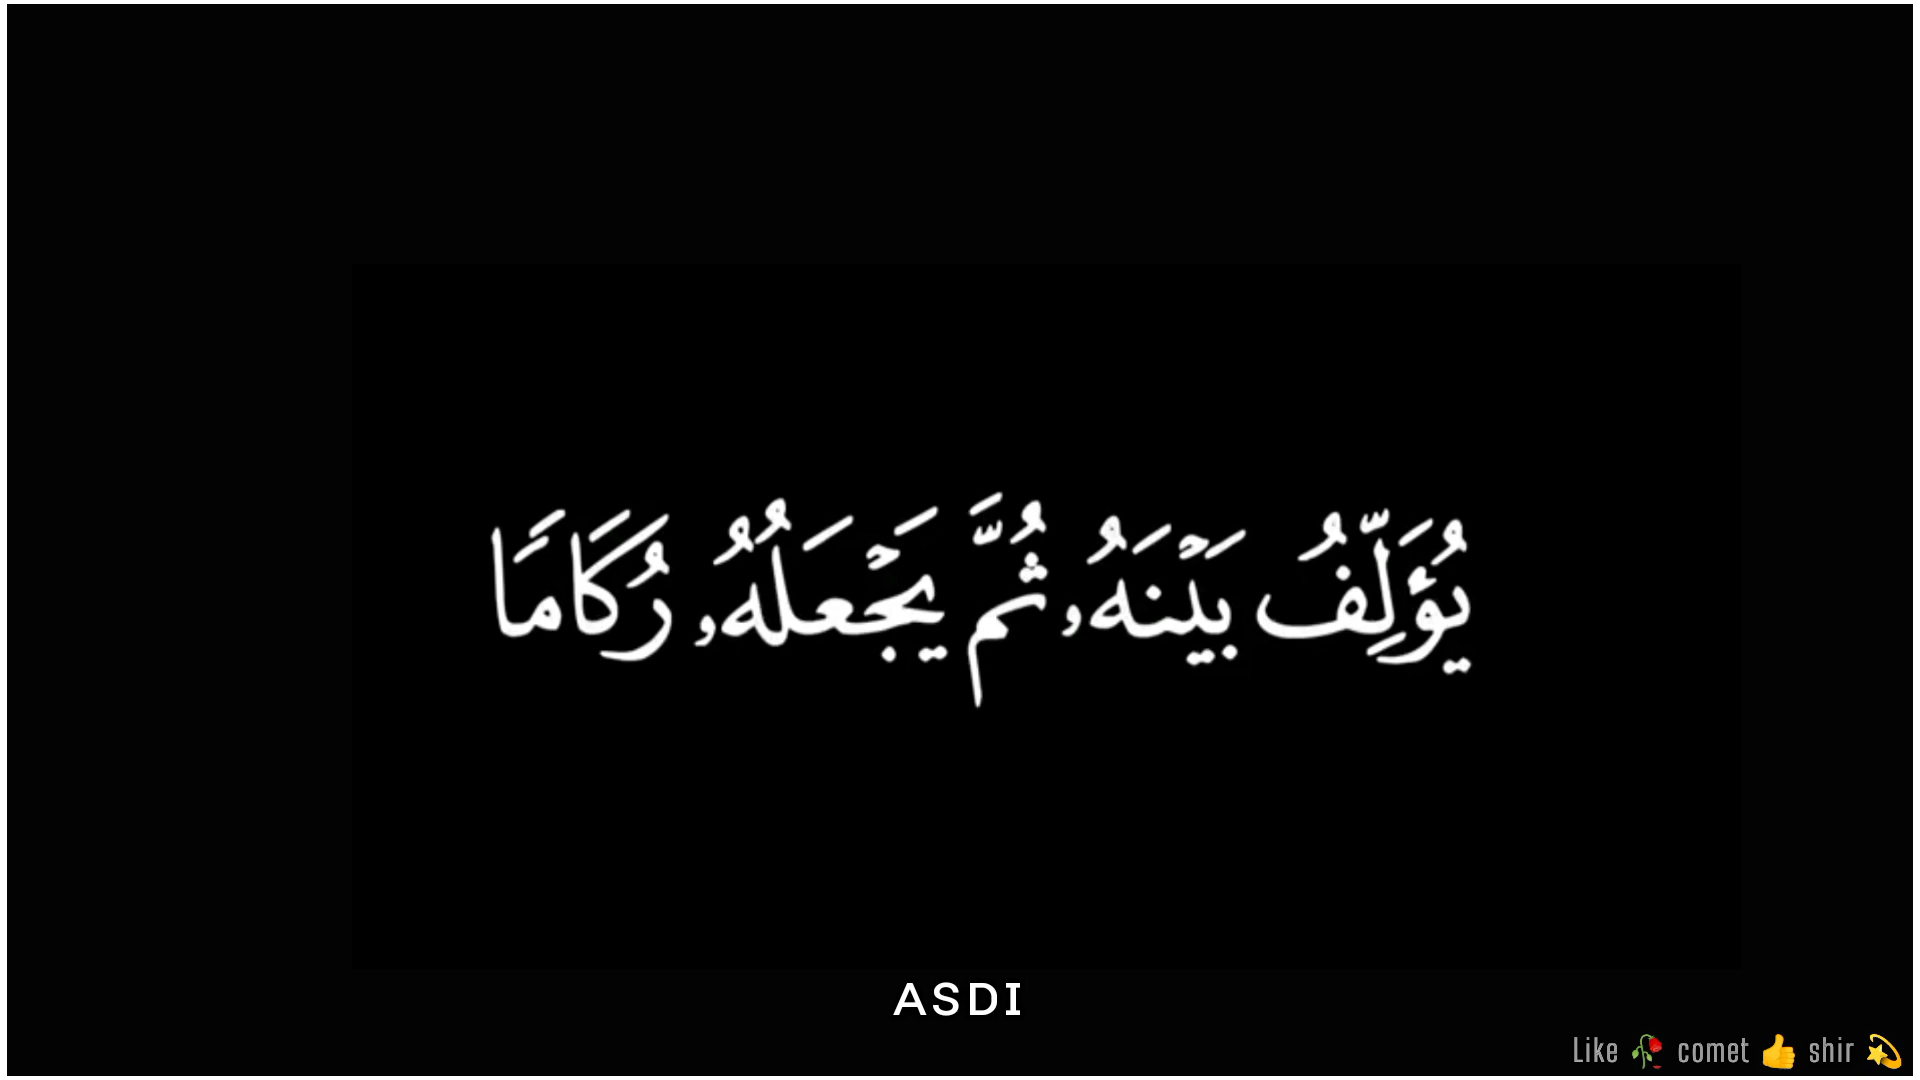 يُؤَلِّفُ بَيْنَهُۥ ثُمَّ يَجْعَلُهُۥ رُكَامًا
ASDI
Like 🥀 comet 👍 shir 💫